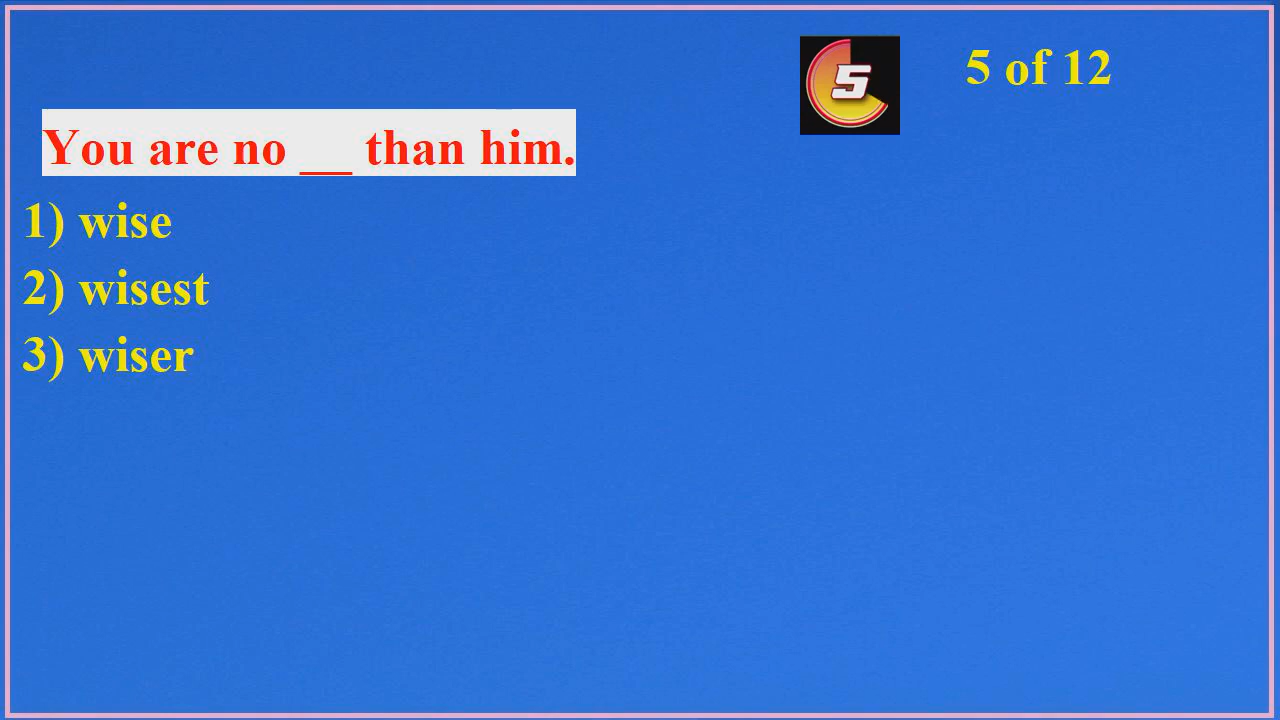 5
5 of 12
You are no __ than him.
1) wise
2) wisest
3) wiser